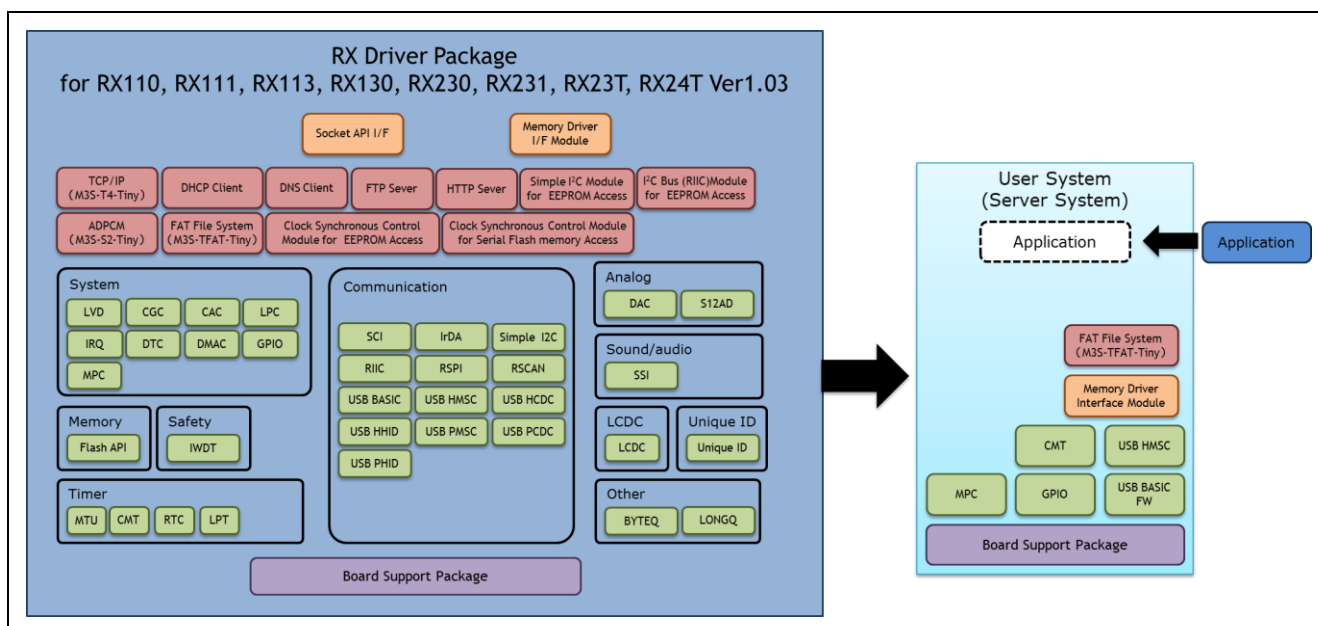 RX Driver Package
for RX110, RX111, RX113, RX130, RX230, RX231, RX23T, RX24T Ver1.03
Socket API I/F
Memory Driver
I/F Module
TCP/IP
(M3S-T4-Tiny)
DHCP Client
DNS Client
FTP Sever
HTTP Sever
Simple I²C Module
for EEPROM Access
I²C Bus (RIIC)Module
for EEPROM Access
ADPCM
(M3S-S2-Tiny)
FAT File System
(M3S-TFAT-Tiny)
Clock Synchronous Control
Module for EEPROM Access
Clock Synchronous Control Module
for Serial Flash memory Access
System
LVD
CGC
CAC
LPC
IRQ
DTC
DMAC
GPIO
MPC
Memory
Flash API
Safety
IWDT
Timer
MTU
CMT
RTC
LPT
Communication
SCI
IrDA
Simple I2C
RIIC
RSPI
RSCAN
USB BASIC
USB HMSC
USB HCDC
USB HHID
USB PMSC
USB PCDC
USB PHID
Analog
DAC
S12AD
Sound/audio
SSI
LCDC
LCDC
Unique ID
Unique ID
Other
BYTEQ
LONGQ
Board Support Package
User System
(Server System)
Application
Application
FAT File System
(M3S-TFAT-Tiny)
Memory Driver
Interface Module
CMT
USB HMSC
MPC
GPIO
USB BASIC
FW
Board Support Package